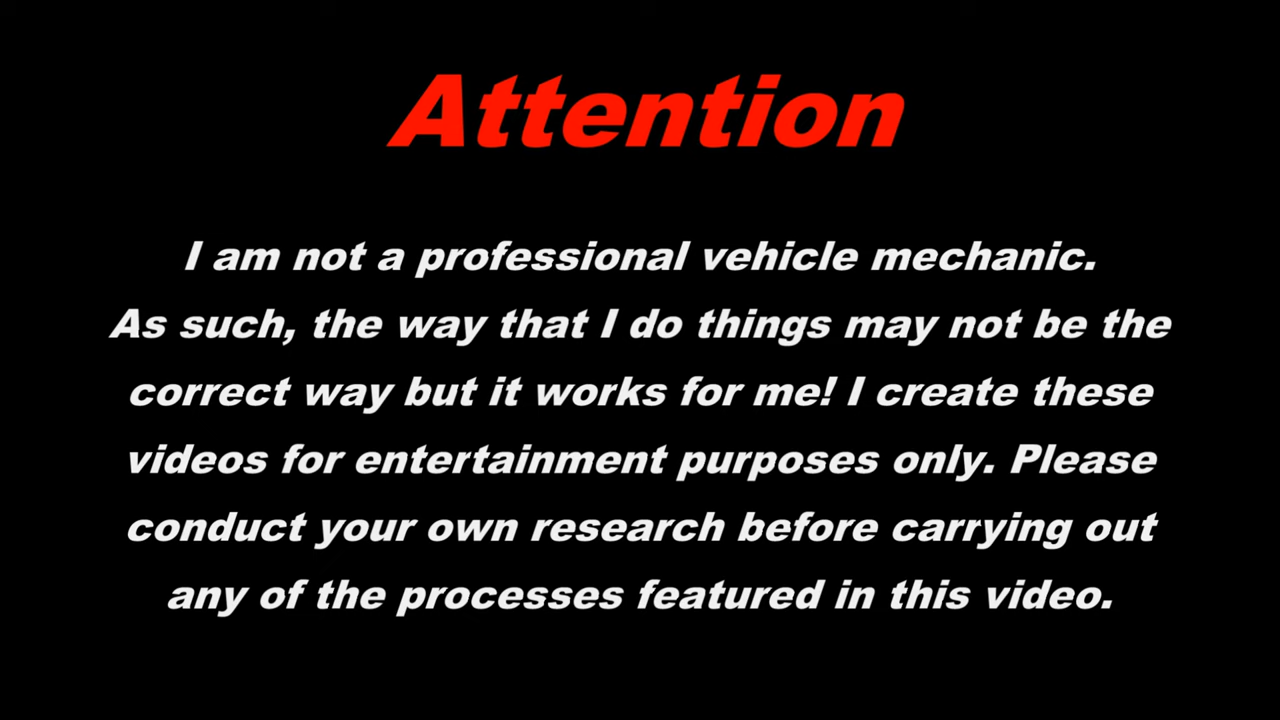 Attention
I am not a professional vehicle mechanic.
As such, the way that I do things may not be the
correct way but it works for me! I create these
videos for entertainment purposes only. Please
conduct your own research before carrying out
any of the processes featured in this video.